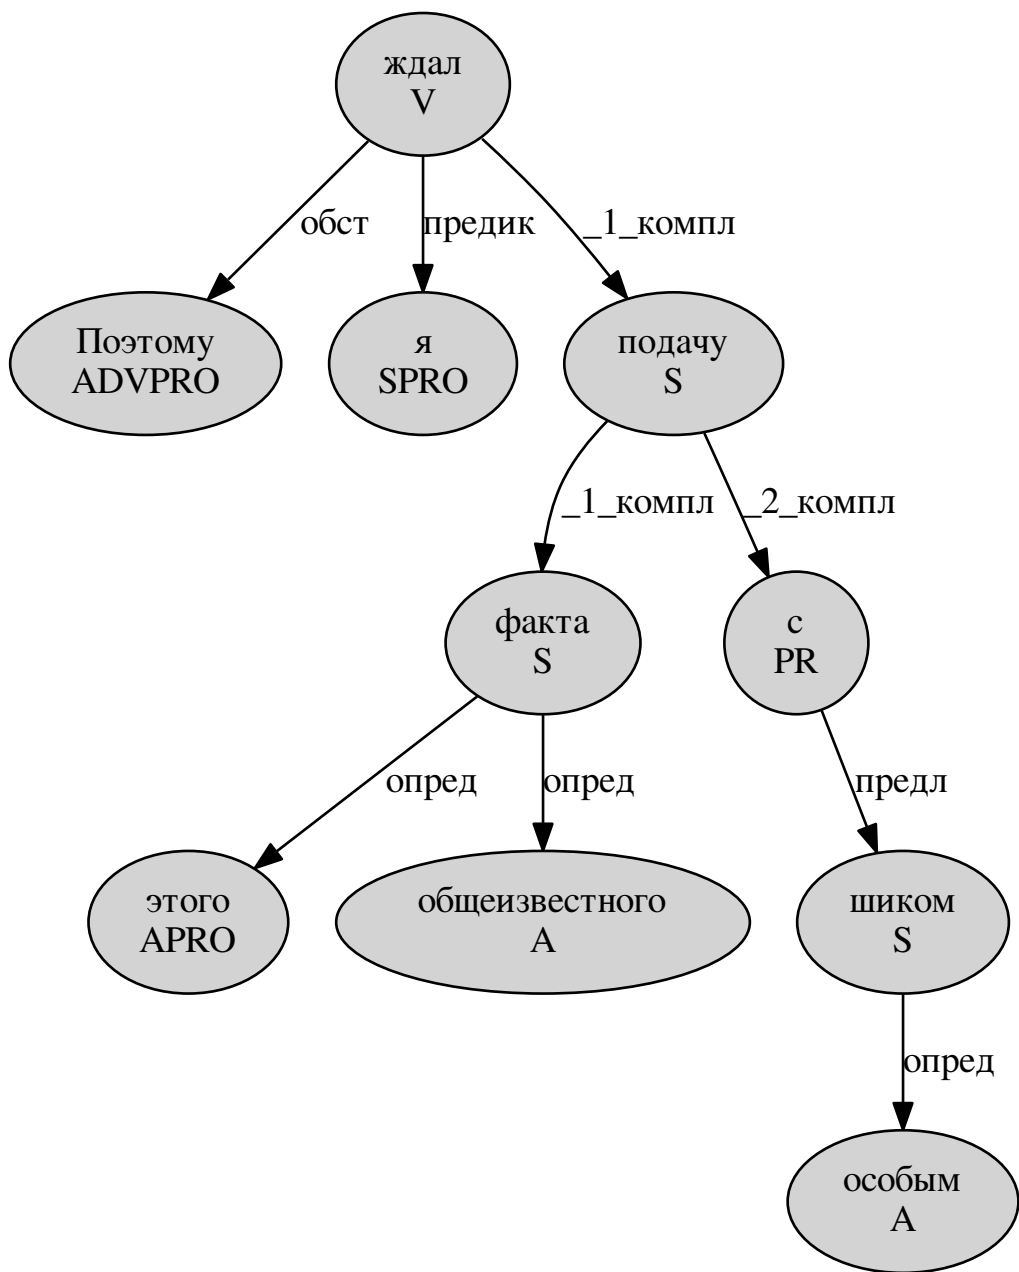 ждал
V
обст
предик
_1_компл
Поэтому
ADVPRO
я
SPRO
подачу
S
_1_компл
_2_компл
факта
S
с
PR
опред
опред
предл
этого
APRO
общеизвестного
A
шиком
S
опред
особым
A